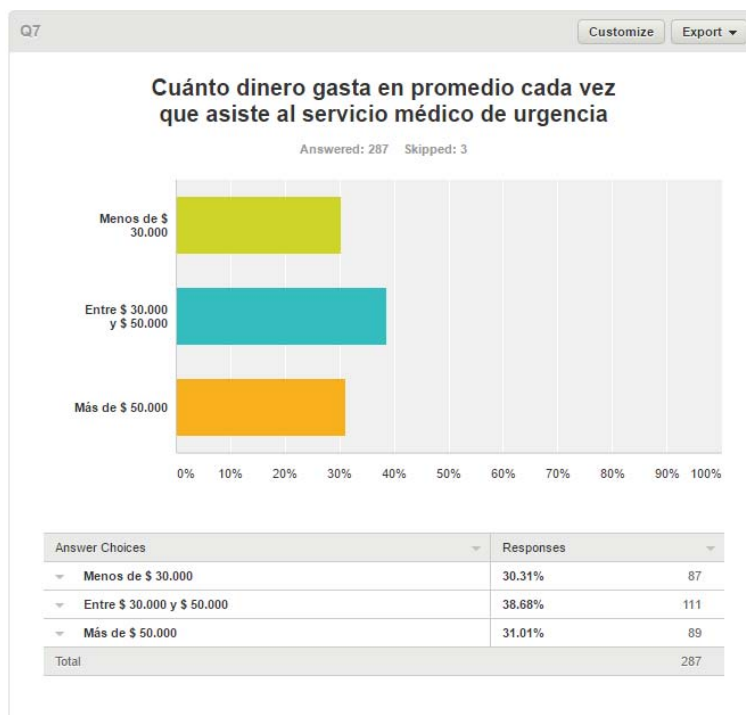 Q7
Customize
Export
Cuánto dinero gasta en promedio cada vez
que asiste al servicio médico de urgencia
Answered: 287 Skipped: 3
Menos de $
30.000
Entre $ 30.000
y $ 50.000
Más de $ 50.000
0% 10% 20% 30% 40% 50% 60% 70% 80% 90% 100%
Answer Choices Responses
Menos de $ 30.000 30.31% 87
Entre $ 30.000 y $ 50.000 38.68% 111
Más de $ 50.000 31.01% 89
Total 287